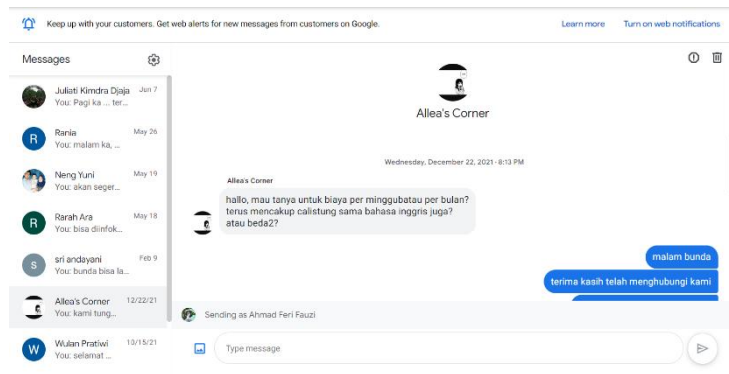 Keep up with your customers. Get web alerts for new messages from customers on Google.
Learn more
Turn on web notifications
Messages
Juliati Kimdra Djaja
Jun 7
You: Pagi ka ... ter...
R
Rania
May 26
You: malam ka, ...
Neng Yuni
May 19
You: akan seger...
R
Rarah Ara
May 18
You: bisa diinfok...
s
sri andayani
Feb 9
You: bunda bisa la...
Allea's Corner
12/22/21
You: kami tung...
W
Wulan Pratiwi
10/15/21
You: selamat ...
Allea's Corner
Wednesday, December 22, 2021 · 8:13 PM
Allea's Corner
hallo, mau tanya untuk biaya per minggubatau per bulan?
terus mencakup calistung sama bahasa inggris juga?
atau beda2?
malam bunda
terima kasih telah menghubungi kami
Sending as Ahmad Feri Fauzi
Type message